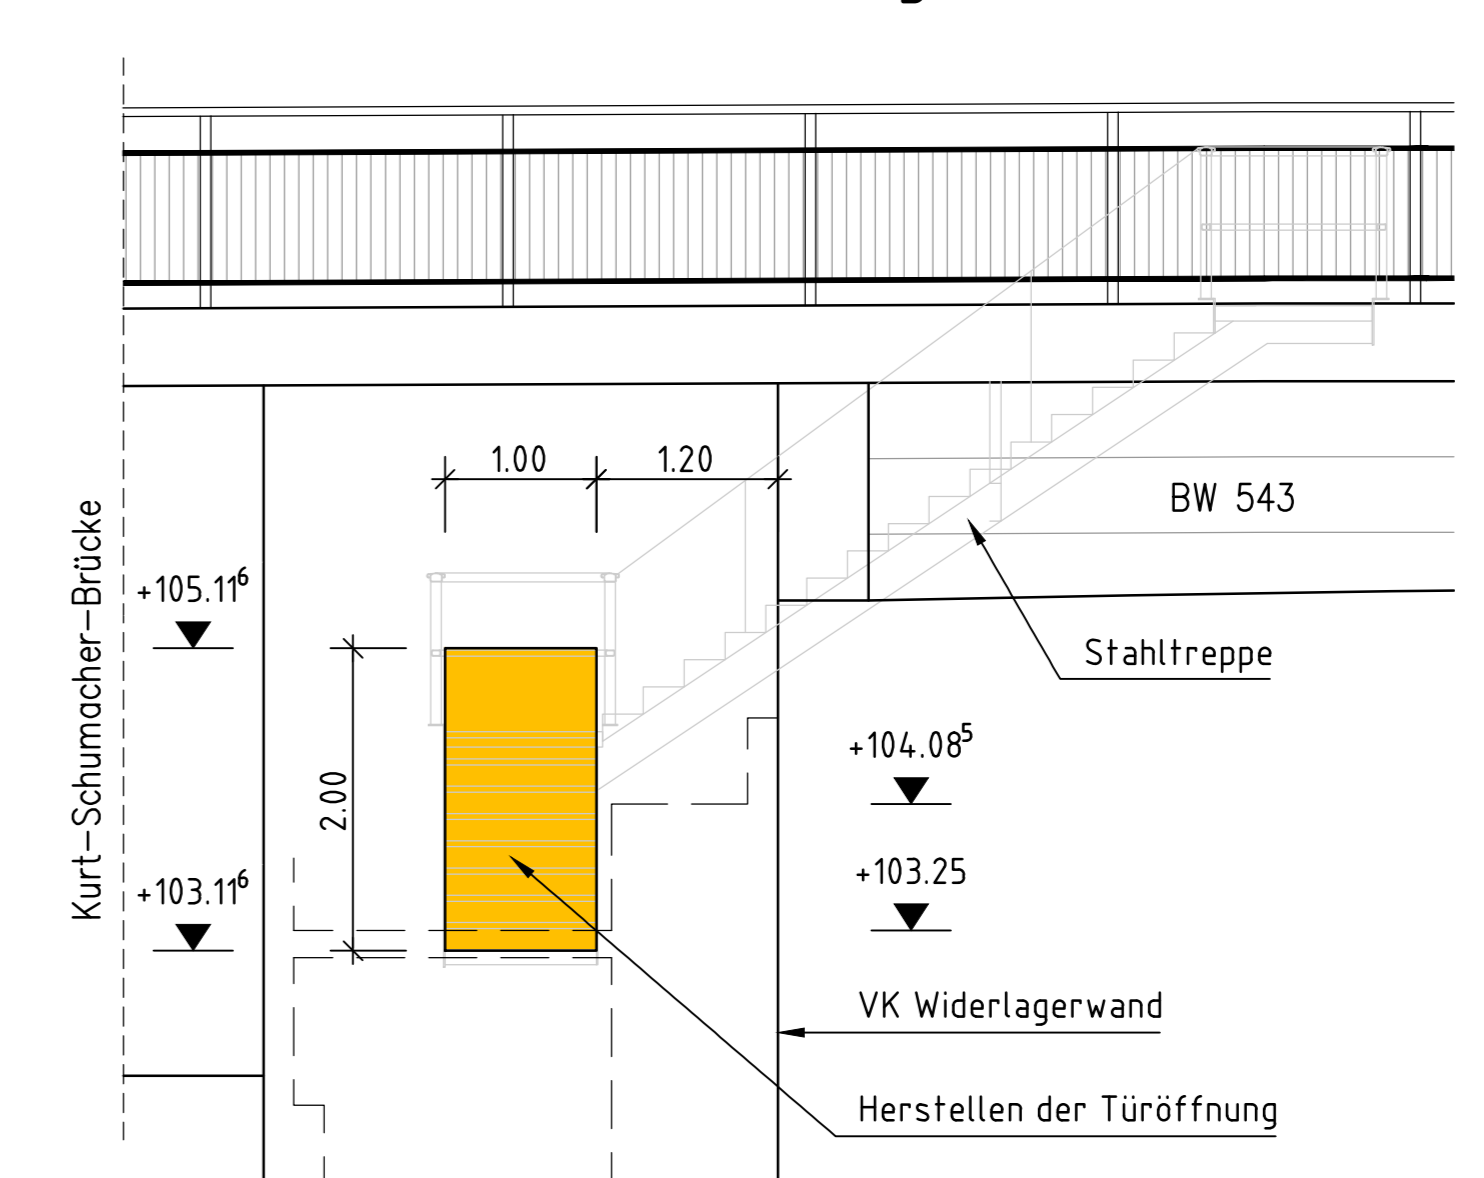 1.00
1.20
BW 543
Kurt-Schumacher-Brücke
+105.11⁶
Stahltreppe
+104.08⁵
2.00
+103.25
+103.11⁶
VK Widerlagerwand
Herstellen der Türöffnung